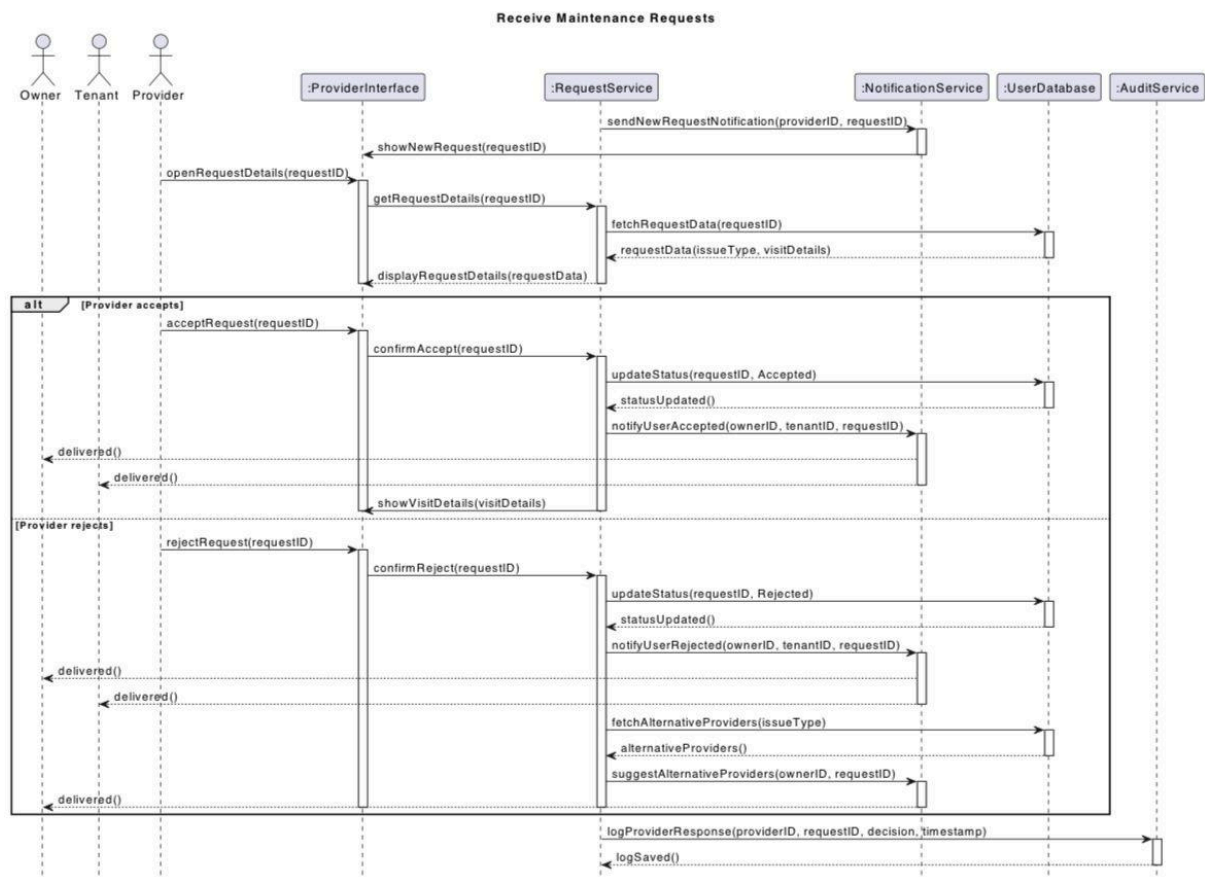 Receive Maintenance Requests
Owner Tenant Provider :ProviderInterface :RequestService :NotificationService :UserDatabase :AuditService
sendNewRequestNotification(providerID, requestID)
showNewRequest(requestID)
openRequestDetails(requestID)
getRequestDetails(requestID)
fetchRequestData(requestID)
requestData(issueType, visitDetails)
displayRequestDetails(requestData)
alt [Provider accepts]
acceptRequest(requestID)
confirmAccept(requestID)
updateStatus(requestID, Accepted)
statusUpdated()
notifyUserAccepted(ownerID, tenantID, requestID)
delivered()
delivered()
showVisitDetails(visitDetails)
[Provider rejects]
rejectRequest(requestID)
confirmReject(requestID)
updateStatus(requestID, Rejected)
statusUpdated()
notifyUserRejected(ownerID, tenantID, requestID)
delivered()
delivered()
fetchAlternativeProviders(issueType)
alternativeProviders()
suggestAlternativeProviders(ownerID, requestID)
delivered()
logProviderResponse(providerID, requestID, decision, timestamp)
logSaved()